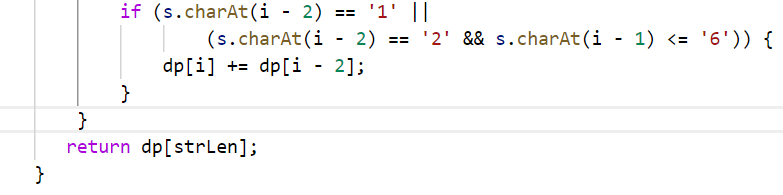 if (s.charAt(i - 2) == '1' ||
(s.charAt(i - 2) == '2' && s.charAt(i - 1) <= '6')) {
dp[i] += dp[i - 2];
}
}
return dp[strLen];
}